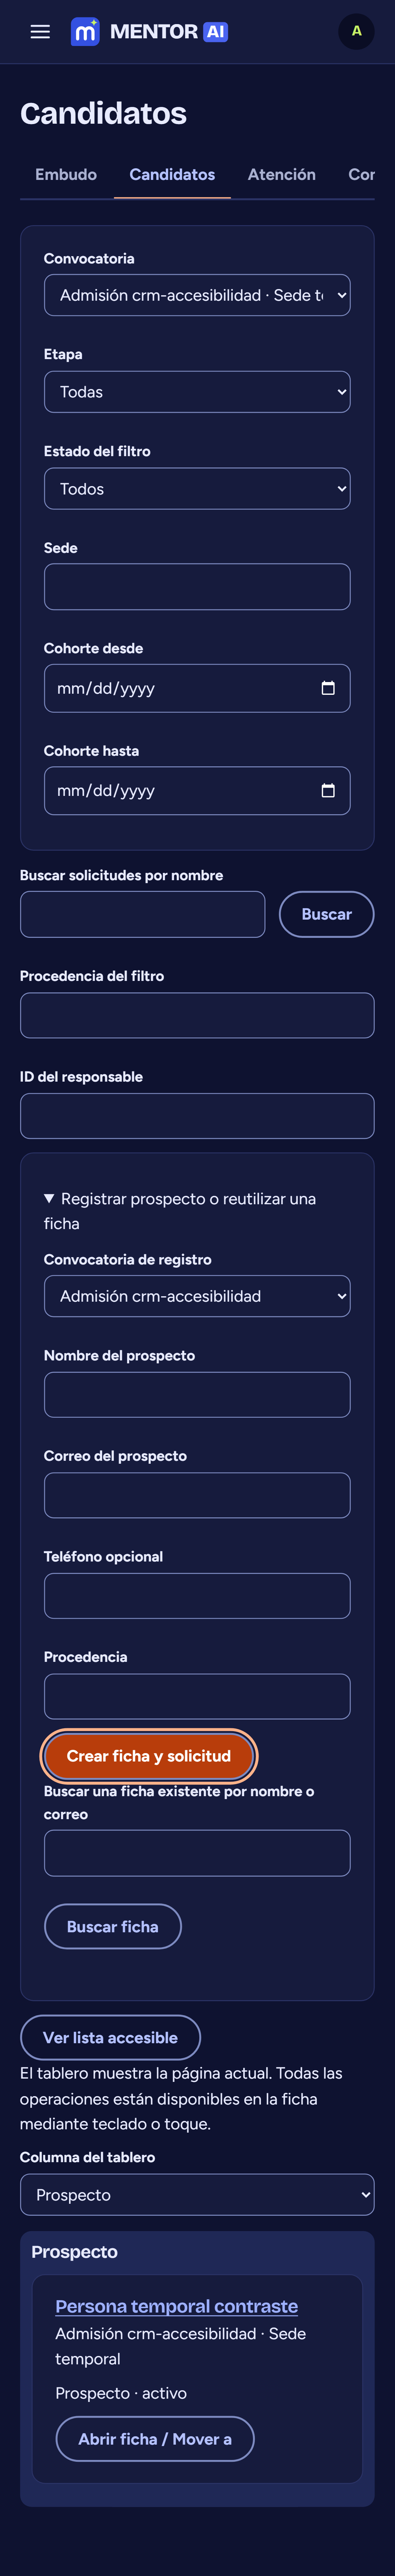 m MENTOR AI
A
Candidatos
Embudo Candidatos Atención Cor
Convocatoria
Admisión crm-accesibilidad · Sede t
Etapa
Todas
Estado del filtro
Todos
Sede
Cohorte desde
mm/dd/yyyy
Cohorte hasta
mm/dd/yyyy
Buscar solicitudes por nombre
Buscar
Procedencia del filtro
ID del responsable
▼ Registrar prospecto o reutilizar una
ficha
Convocatoria de registro
Admisión crm-accesibilidad
Nombre del prospecto
Correo del prospecto
Teléfono opcional
Procedencia
Crear ficha y solicitud
Buscar una ficha existente por nombre o
correo
Buscar ficha
Ver lista accesible
El tablero muestra la página actual. Todas las
operaciones están disponibles en la ficha
mediante teclado o toque.
Columna del tablero
Prospecto
Prospecto
Persona temporal contraste
Admisión crm-accesibilidad · Sede
temporal
Prospecto · activo
Abrir ficha / Mover a